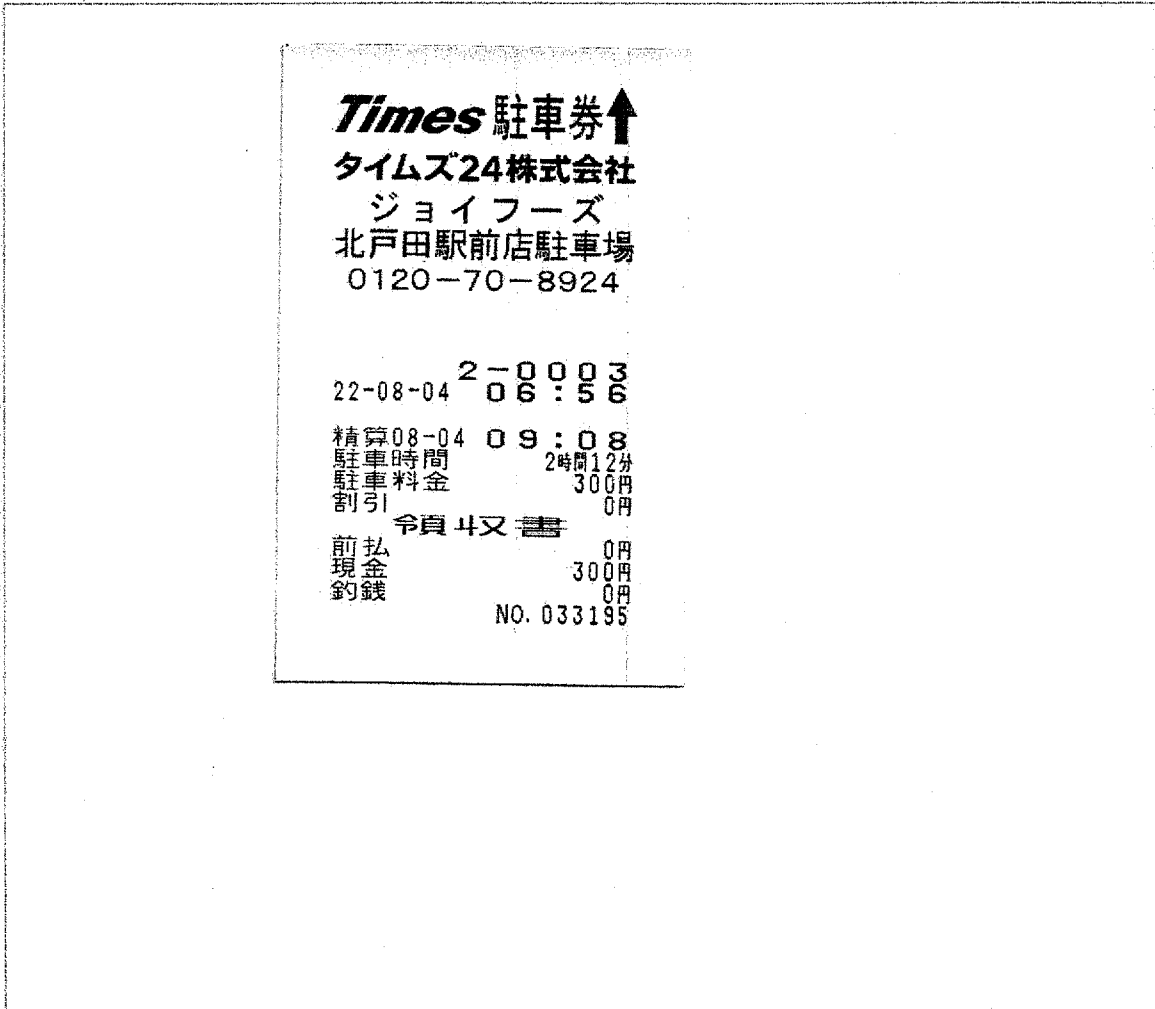 Times 駐車券↑
タイムズ24株式会社
ジョイフーズ
北戸田駅前店駐車場
0120-70-8924
2-0003
22-08-04 06:56
精算08-04 09:08
駐車時間 2時間12分
駐車料金 300円
割引 0円
領収書
前払 0円
現金 300円
釣銭 0円
NO.033195